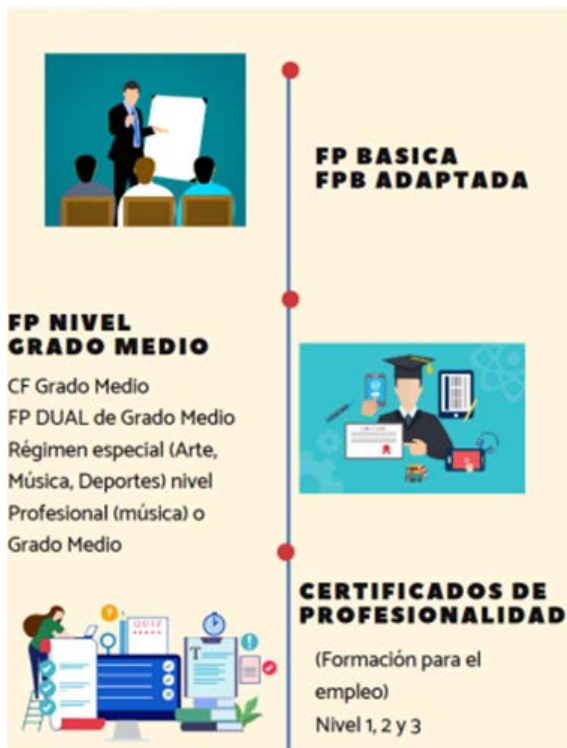 FP BASICA
FPB ADAPTADA
FP NIVEL
GRADO MEDIO
CF Grado Medio
FP DUAL de Grado Medio
Régimen especial (Arte,
Música, Deportes) nivel
Profesional (música) o
Grado Medio
CERTIFICADOS DE
PROFESIONALIDAD
(Formación para el
empleo)
Nivel 1, 2 y 3
QUIZ
T